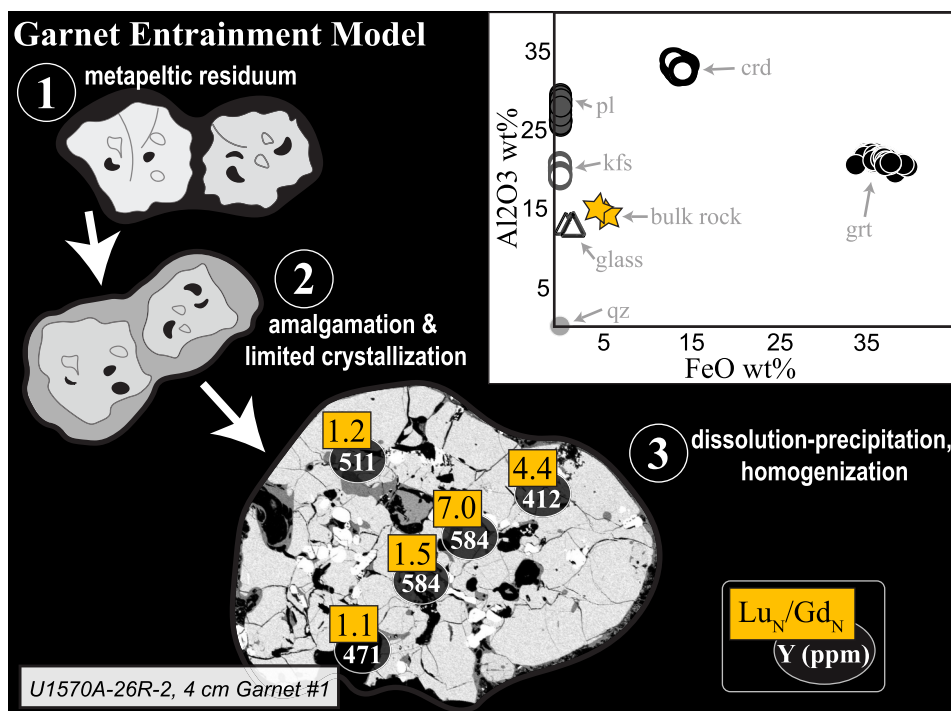 Garnet Entrainment Model
1
metapeltic residuum
2
amalgamation &
limited crystallization
3
dissolution-precipitation,
homogenization
35
25
15
5
Al2O3 wt%
crd
pl
kfs
bulk rock
grt
glass
qz
5
15
25
35
FeO wt%
1.2
511
4.4
412
7.0
584
1.5
584
1.1
471
LuN/GdN
Y (ppm)
U1570A-26R-2, 4 cm Garnet #1